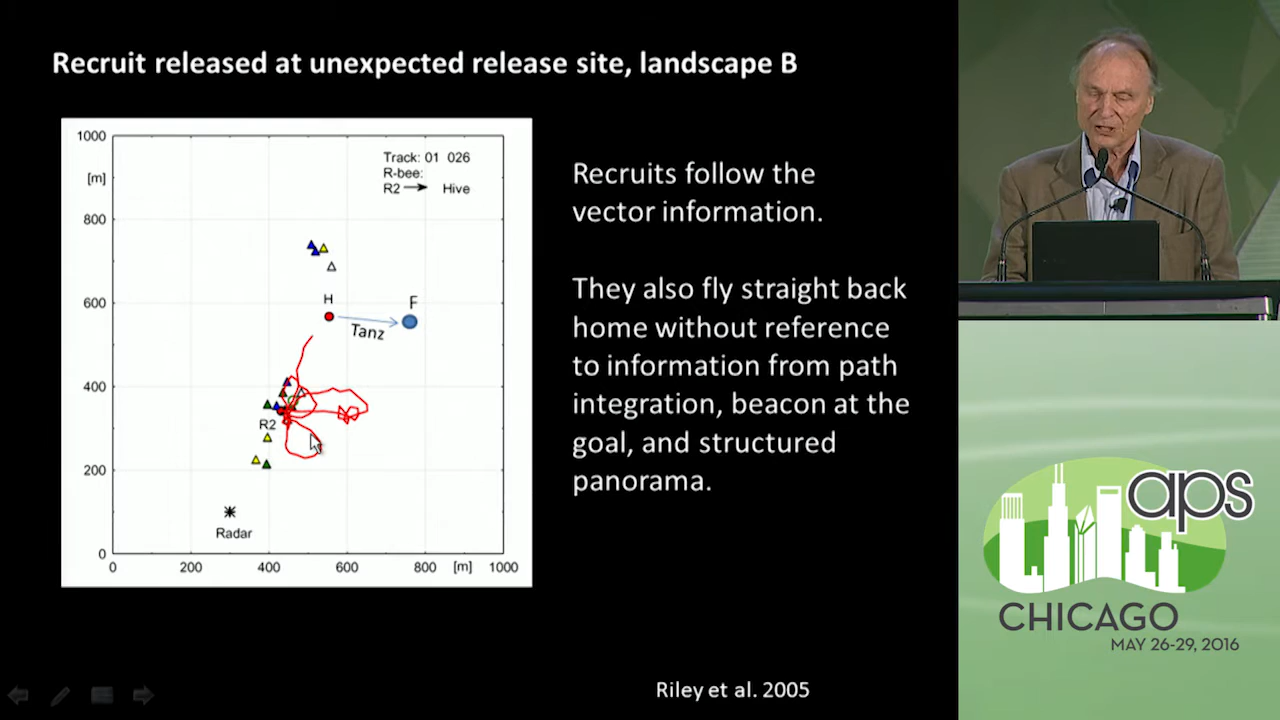 Recruit released at unexpected release site, landscape B
1000
[m]
800
600
400
200
0
Track: 01 026
R-bee:
R2 → Hive
H
F
Tanz
R2
Radar
0
200
400
600
800
[m]
1000
Recruits follow the
vector information.
They also fly straight back
home without reference
to information from path
integration, beacon at the
goal, and structured
panorama.
Riley et al. 2005
aps
CHICAGO
MAY 26-29, 2016